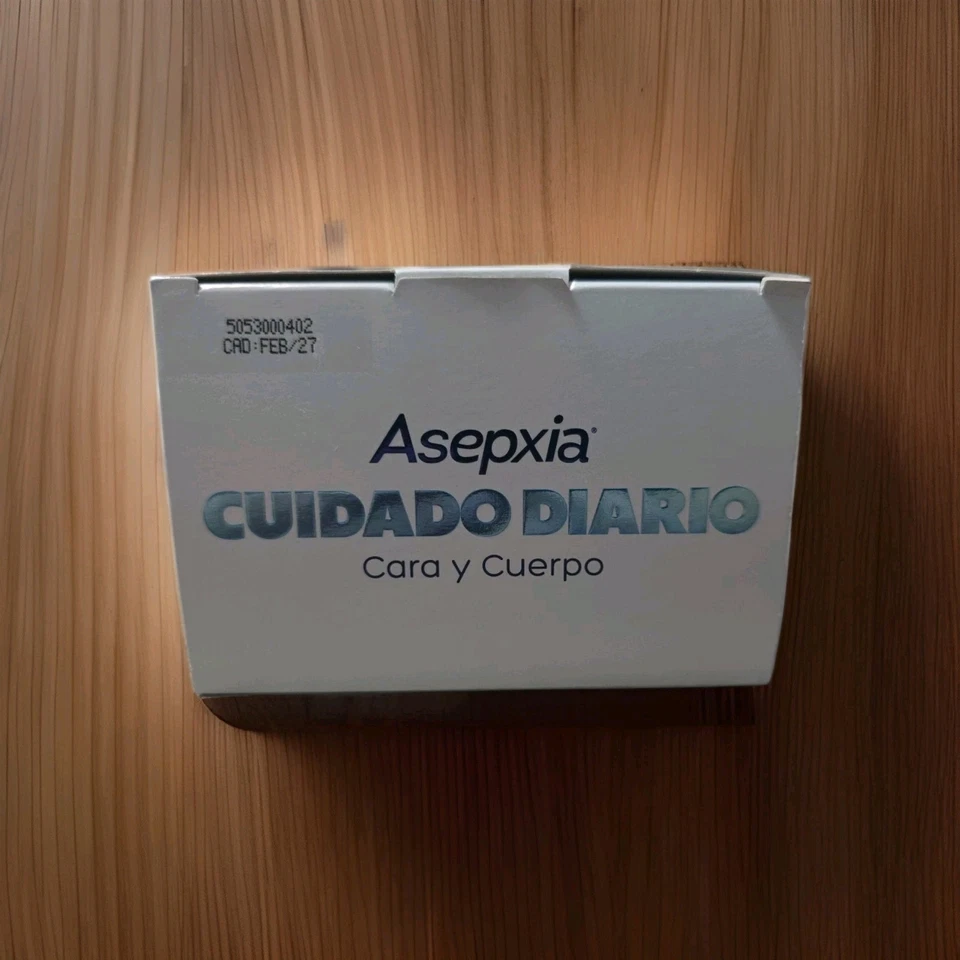 5053000402
CAD:FEB/27
Asepxia
CUIDADO DIARIO
Cara y Cuerpo